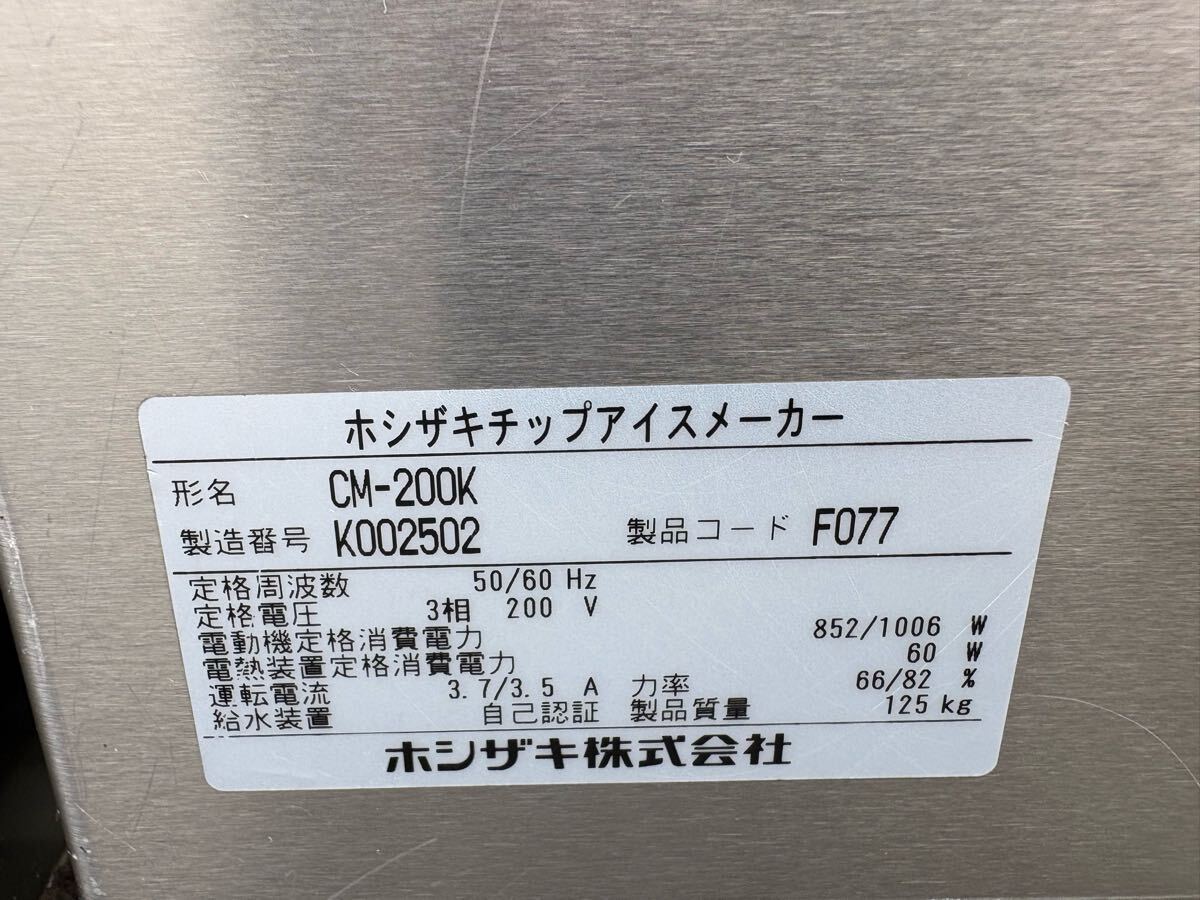 ホシザキチップアイスメーカー
形名 CM-200K
製造番号 K002502 製品コード F077
定格周波数 50/60 Hz
定格電圧 3相 200 V
電動機定格消費電力 852/1006 W
電熱装置定格消費電力 60 W
運転電流 3.7/3.5 A 力率 66/82 %
給水装置 自己認証 製品質量 125 kg
ホシザキ株式会社